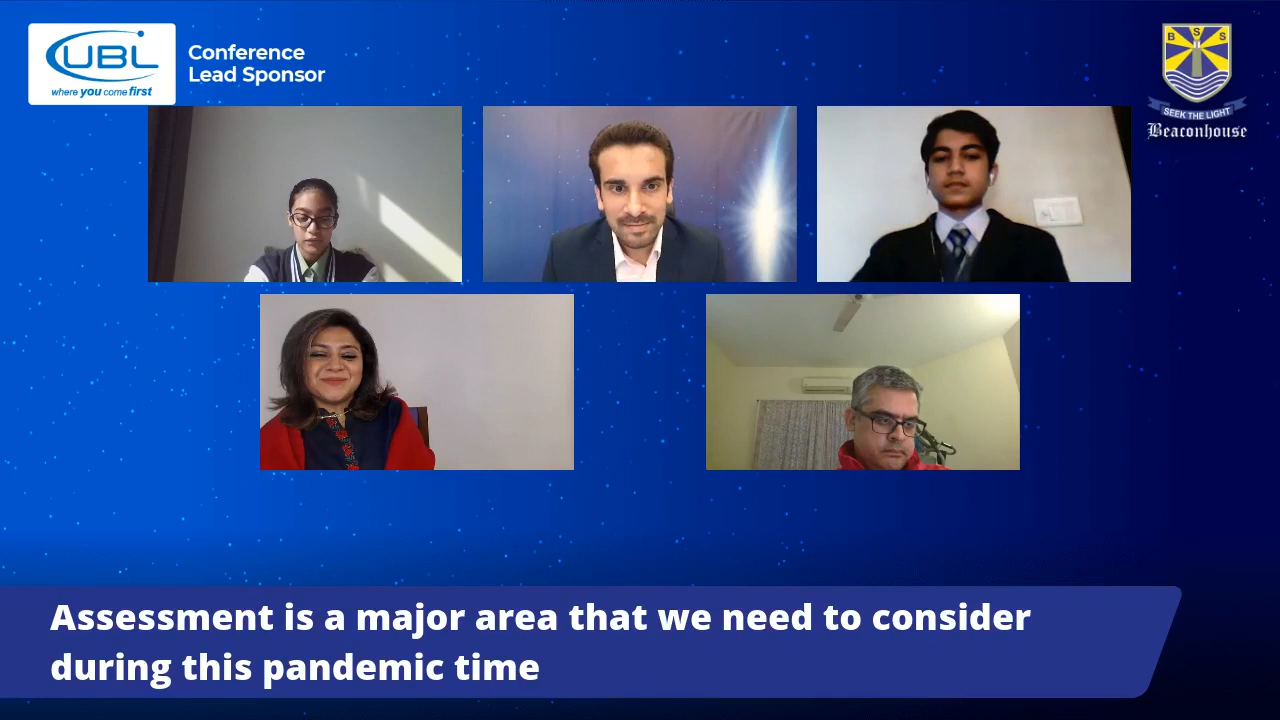 UBL
where you come first
Conference
Lead Sponsor
B S S
SEEK THE LIGHT
Beaconhouse
Assessment is a major area that we need to consider
during this pandemic time